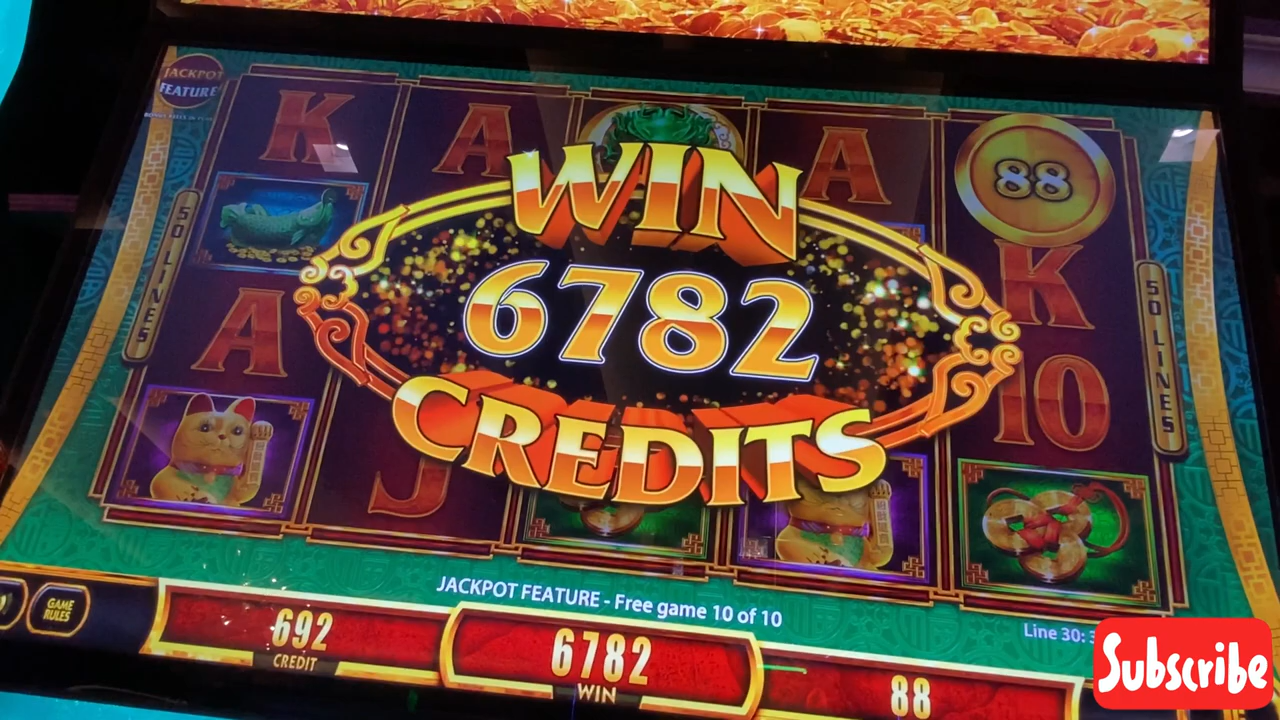 JACKPOT
FEATURE
K
A
A
88
WIN
50 LINES
K
50 LINES
6782
A
10
CREDITS
J
JACKPOT FEATURE - Free game 10 of 10
GAME
RULES
692
CREDIT
6782
WIN
88
Line 30:
Subscribe